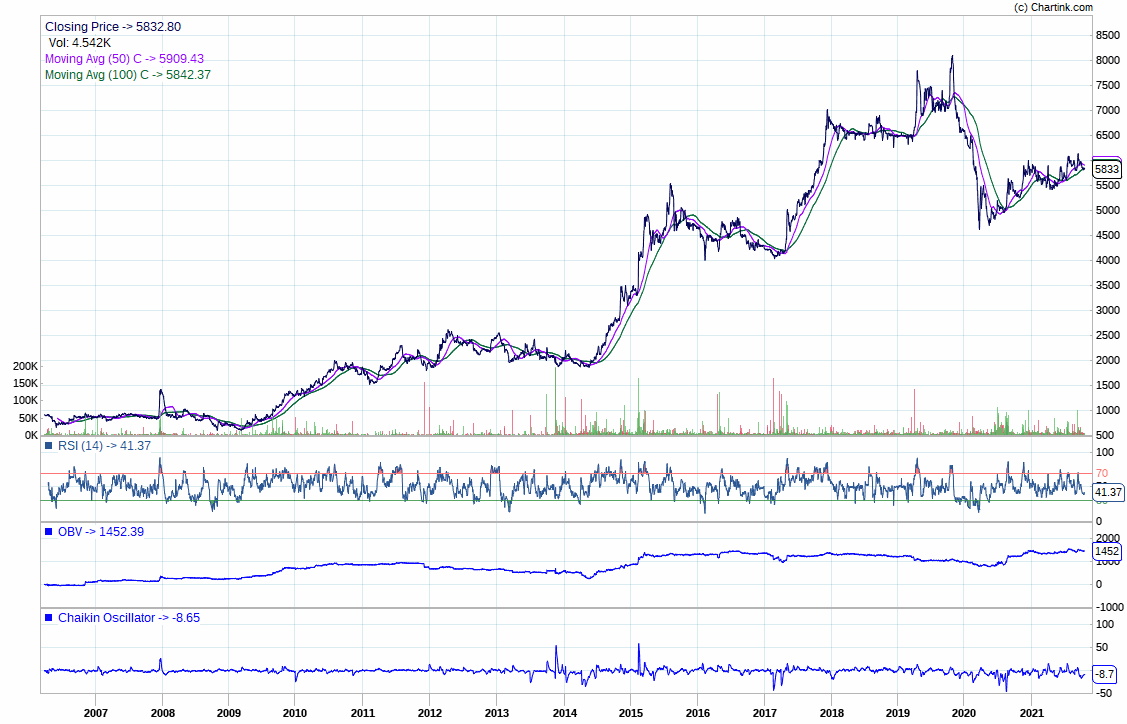 (c) Chartink.com
Closing Price -> 5832.80
Vol: 4.542K
Moving Avg (50) C -> 5909.43
Moving Avg (100) C -> 5842.37
8500
8000
7500
7000
6500
5833
5500
5000
4500
4000
3500
3000
2500
2000
1500
1000
500
200K
150K
100K
50K
0K
RSI (14) -> 41.37
100
70
41.37
0
OBV -> 1452.39
2000
1452
1000
0
-1000
Chaikin Oscillator -> -8.65
100
50
-8.7
-50
2007 2008 2009 2010 2011 2012 2013 2014 2015 2016 2017 2018 2019 2020 2021